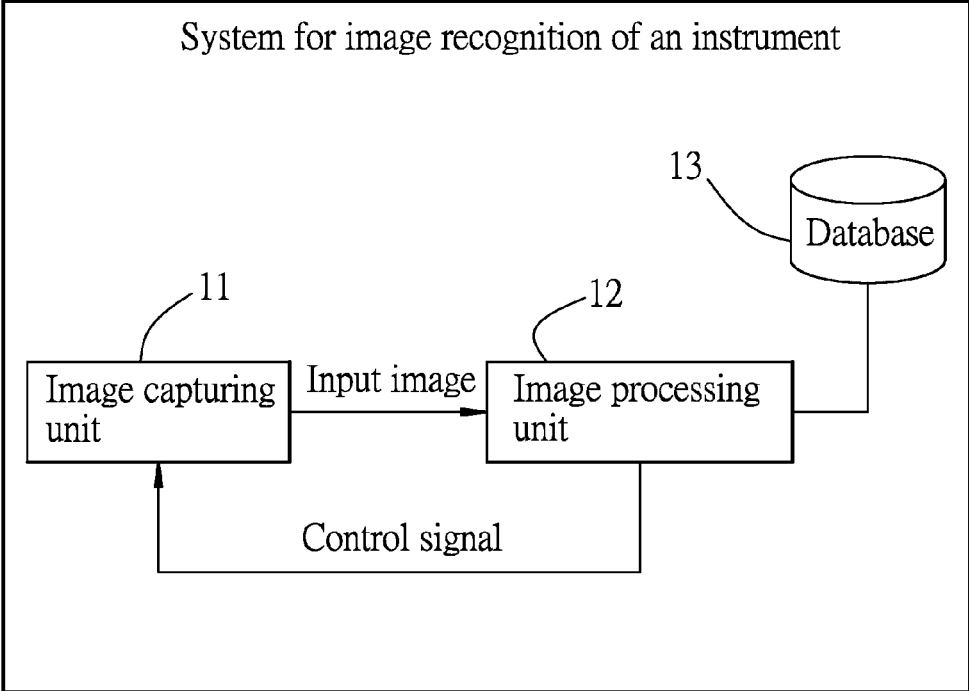 System for image recognition of an instrument
13
Database
11
12
Image capturing
unit
Input image
Image processing
unit
Control signal